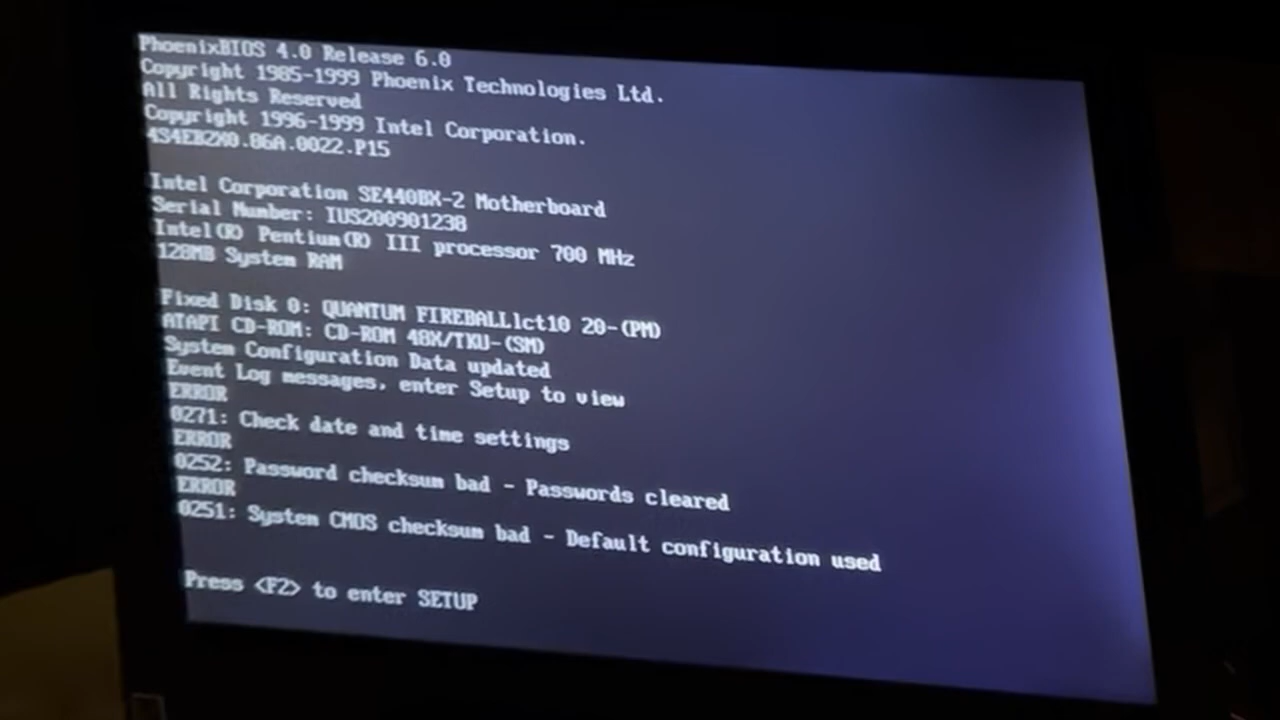 PhoenixBIOS 4.0 Release 6.0
Copyright 1985-1999 Phoenix Technologies Ltd.
All Rights Reserved
Copyright 1996-1999 Intel Corporation.
4S4EB2X0.86A.0022.P15
Intel Corporation SE440BX-2 Motherboard
Serial Number: IUS200901238
Intel(R) Pentium(R) III processor 700 MHz
128MB System RAM
Fixed Disk 0: QUANTUM FIREBALLlct10 20-(PM)
ATAPI CD-ROM: CD-ROM 48X/TKU-(SM)
System Configuration Data updated
Event Log messages, enter Setup to view
ERROR
0271: Check date and time settings
ERROR
0252: Password checksum bad - Passwords cleared
ERROR
0251: System CMOS checksum bad - Default configuration used
Press <F2> to enter SETUP